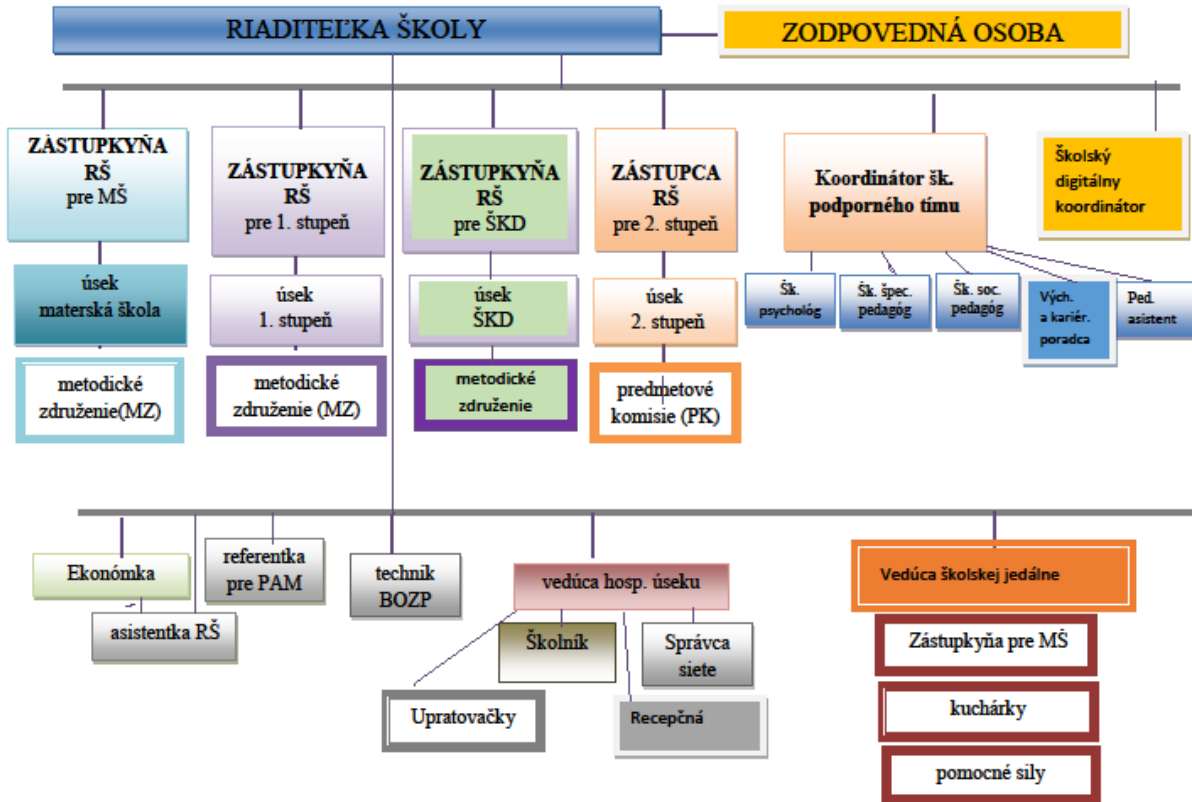 RIADITEĽKA ŠKOLY
ZODPOVEDNÁ OSOBA
ZÁSTUPKYŇA
RŠ
pre MŠ
ZÁSTUPKYŇA
RŠ
pre 1. stupeň
ZÁSTUPKYŇA
RŠ
pre ŠKD
ZÁSTUPCA
RŠ
pre 2. stupeň
Koordinátor šk.
podporného tímu
Školský
digitálny
koordinátor
úsek
materská škola
úsek
1. stupeň
úsek
ŠKD
úsek
2. stupeň
Šk.
psychológ
Šk. špec.
pedagóg
Šk. soc.
pedagóg
Vých.
a kariér.
poradca
Ped.
asistent
metodické
združenie(MZ)
metodické
združenie (MZ)
metodické
združenie
predmetové
komisie (PK)
Ekonómka
asistentka RŠ
referentka
pre PAM
technik
BOZP
vedúca hosp. úseku
Školník
Správca
siete
Upratovačky
Recepčná
Vedúca školskej jedálne
Zástupkyňa pre MŠ
kuchárky
pomocné sily